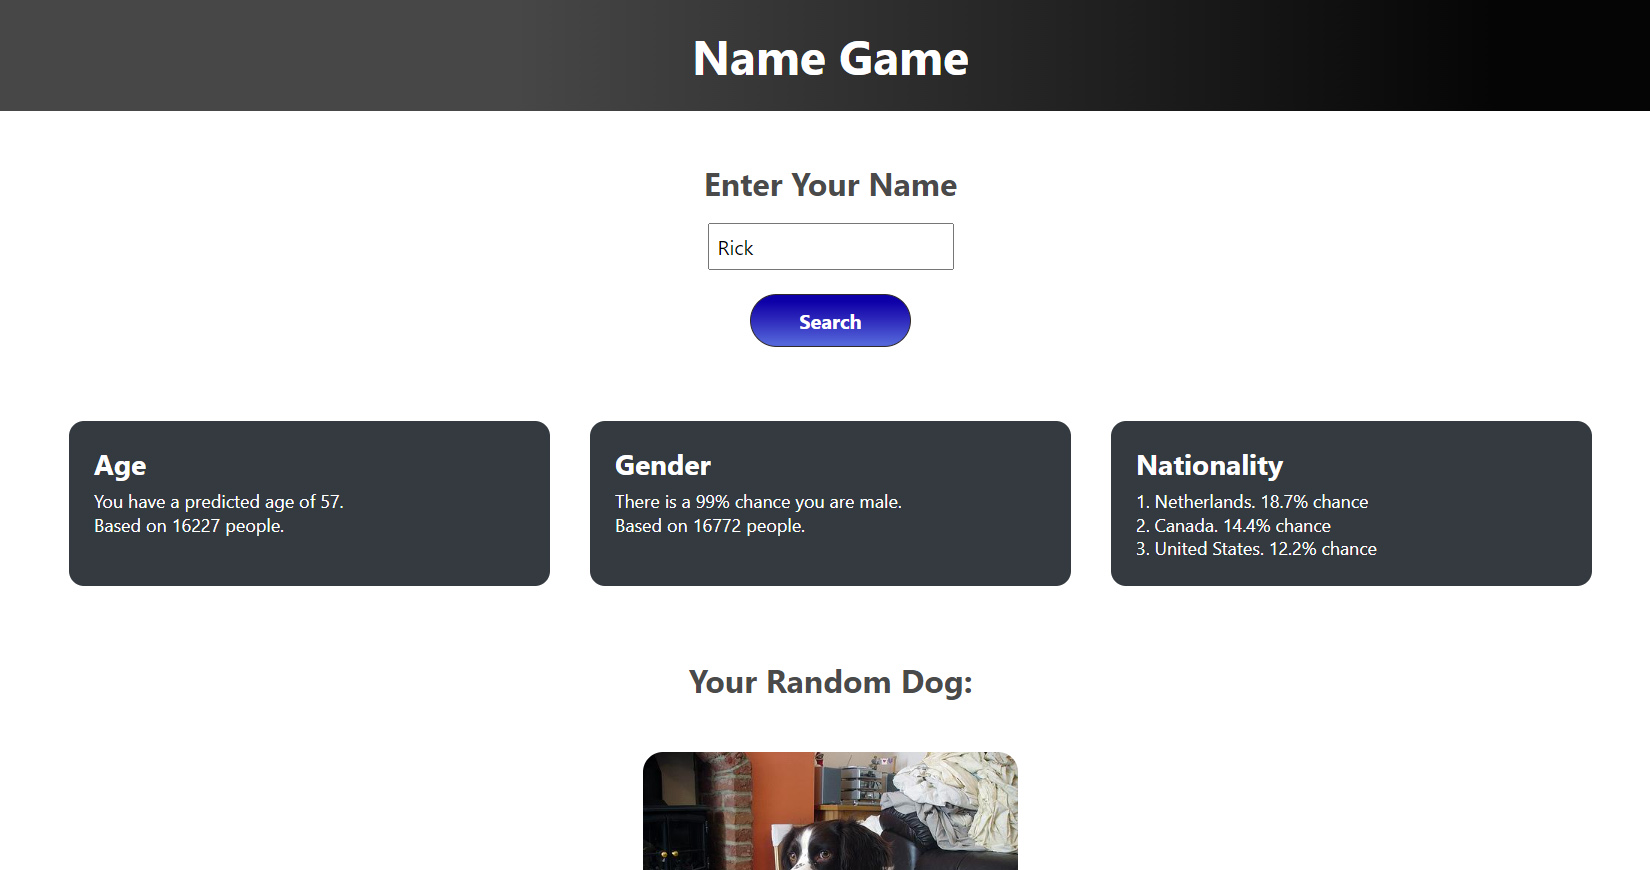 Name Game
Enter Your Name
Rick
Search
Age
You have a predicted age of 57.
Based on 16227 people.
Gender
There is a 99% chance you are male.
Based on 16772 people.
Nationality
1. Netherlands. 18.7% chance
2. Canada. 14.4% chance
3. United States. 12.2% chance
Your Random Dog: